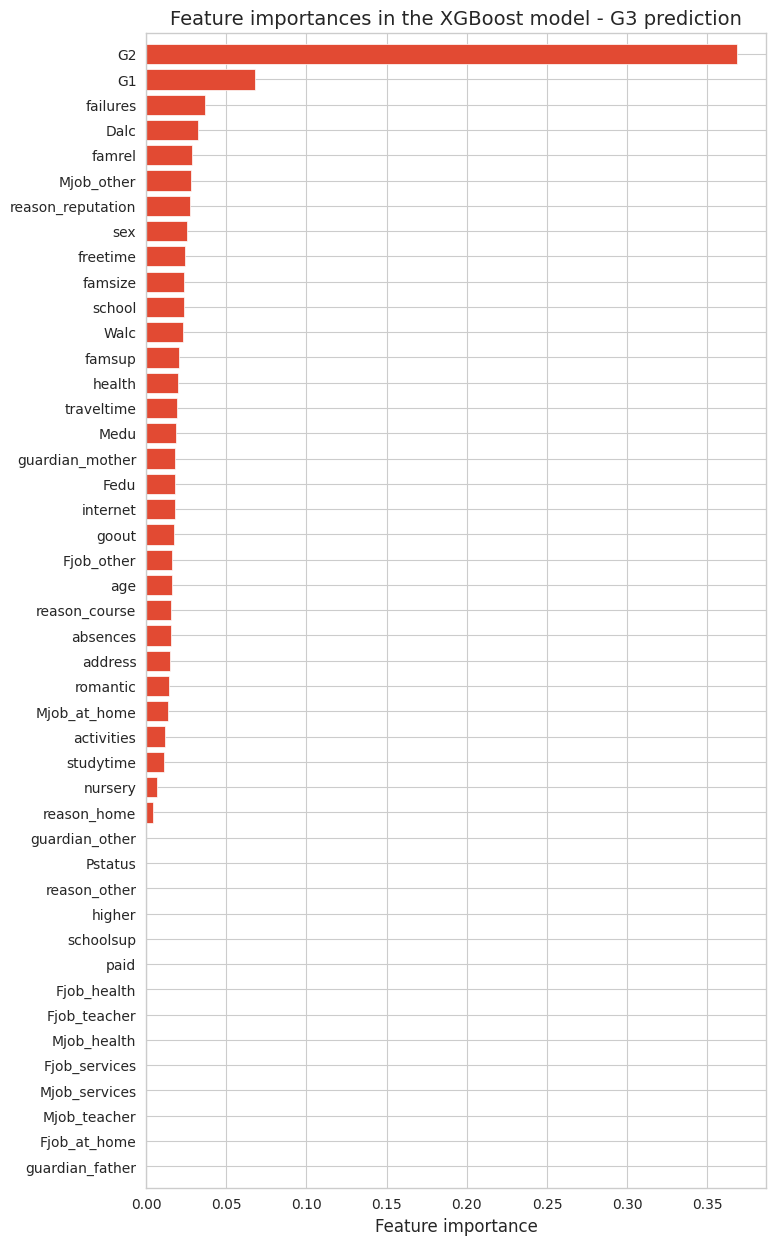 Feature importances in the XGBoost model - G3 prediction
G2
G1
failures
Dalc
famrel
Mjob_other
reason_reputation
sex
freetime
famsize
school
Walc
famsup
health
traveltime
Medu
guardian_mother
Fedu
internet
goout
Fjob_other
age
reason_course
absences
address
romantic
Mjob_at_home
activities
studytime
nursery
reason_home
guardian_other
Pstatus
reason_other
higher
schoolsup
paid
Fjob_health
Fjob_teacher
Mjob_health
Fjob_services
Mjob_services
Mjob_teacher
Fjob_at_home
guardian_father
0.00 0.05 0.10 0.15 0.20 0.25 0.30 0.35
Feature importance